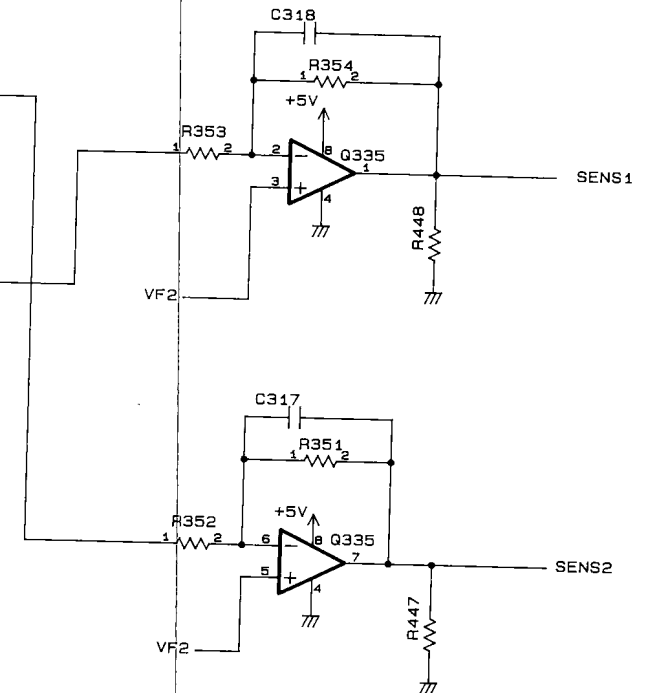 C318
1 R354 2
+5V
R353
1 2
2 - 8 Q335
3 + 1
4
SENS1
R448
VF2
C317
1 R351 2
+5V
R352
1 2
6 - 8 Q335
5 + 7
4
SENS2
R447
VF2